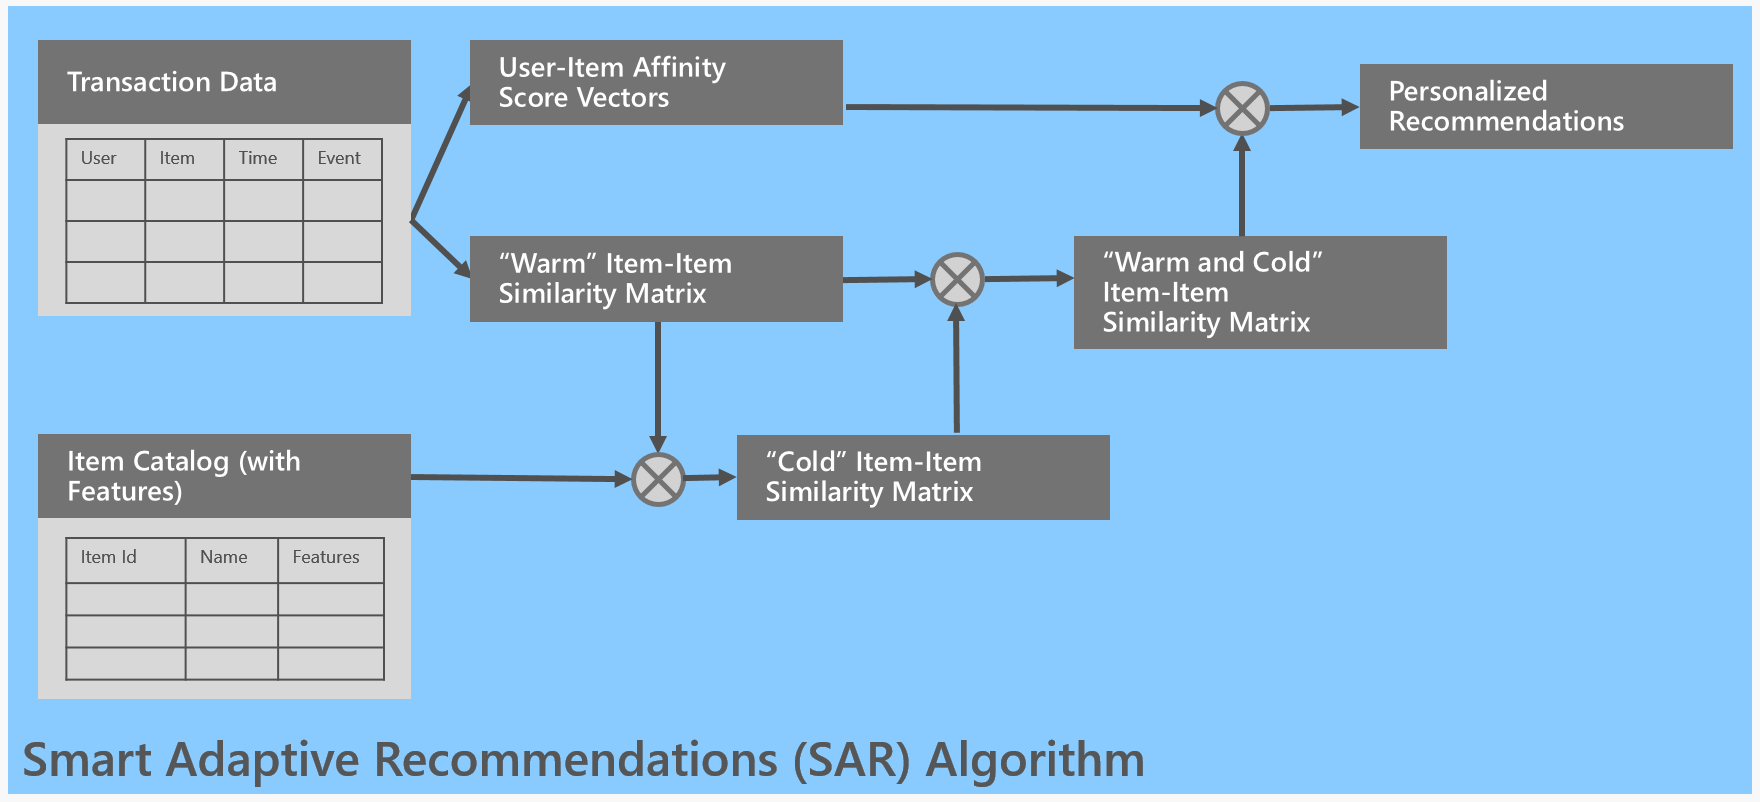 Transaction Data
User Item Time Event
User-Item Affinity
Score Vectors
Personalized
Recommendations
“Warm” Item-Item
Similarity Matrix
“Warm and Cold”
Item-Item
Similarity Matrix
Item Catalog (with
Features)
Item Id Name Features
“Cold” Item-Item
Similarity Matrix
Smart Adaptive Recommendations (SAR) Algorithm